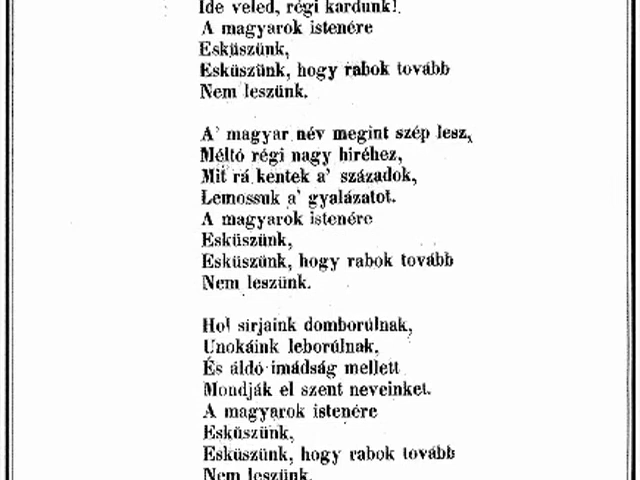 Ide veled, régi kardunk!
A magyarok istenére
Esküszünk,
Esküszünk, hogy rabok tovább
Nem leszünk.
A' magyar név megint szép lesz,
Méltó régi nagy hiréhez,
Mit rá kentek a' századok,
Lemossuk a' gyalázatot.
A magyarok istenére
Esküszünk,
Esküszünk, hogy rabok tovább
Nem leszünk.
Hol sirjaink domborúlnak,
Unokáink leborúlnak,
És áldó imádság mellett
Mondják el szent neveinket.
A magyarok istenére
Esküszünk,
Esküszünk, hogy rabok tovább
Nem leszünk.